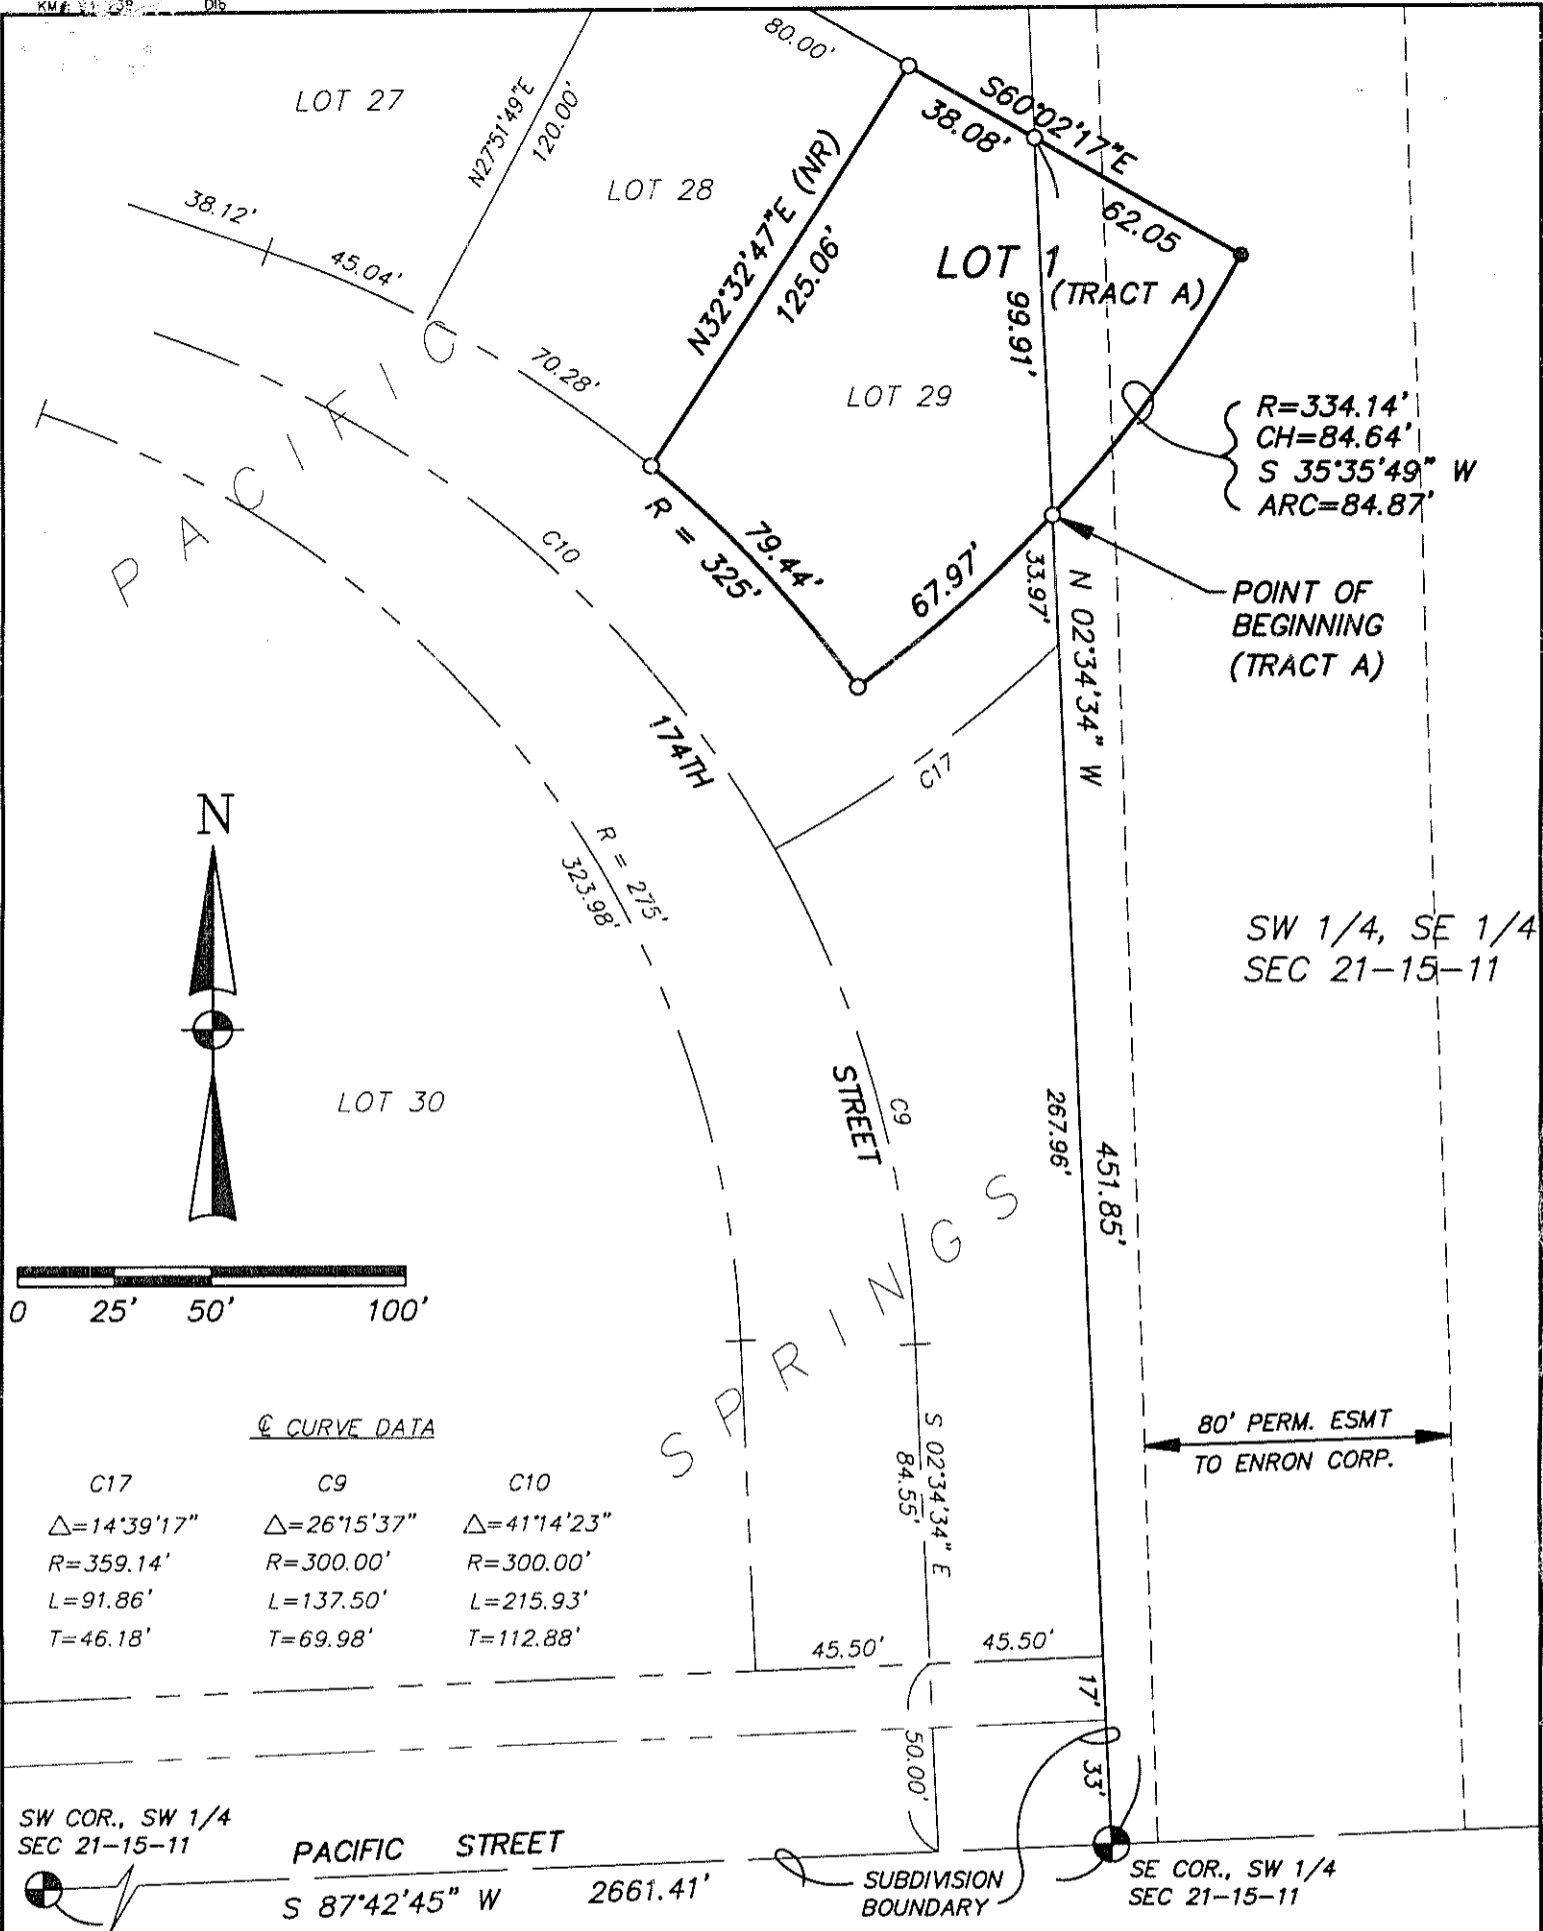 80.00'
LOT 27
N27°51'49"E
120.00'
LOT 28
38.12'
45.04'
70.28'
N32°32'47"E (NR)
125.06'
S60°02'17"E
38.08'
62.05
LOT 1
(TRACT A)
99.91'
LOT 29
R=334.14'
CH=84.64'
S 35°35'49" W
ARC=84.87'
PACIFIC
C10
R = 325'
79.44'
67.97'
33.97'
N 02°34'34" W
POINT OF
BEGINNING
(TRACT A)
174TH
C17
N
R = 275'
323.98'
SW 1/4, SE 1/4
SEC 21-15-11
LOT 30
STREET
C9
267.96'
451.85'
SPRINGS
0 25' 50' 100'
S 02°34'34" E
84.55'
80' PERM. ESMT
TO ENRON CORP.
℄ CURVE DATA
C17 C9 C10
△=14°39'17" △=26°15'37" △=41°14'23"
R=359.14' R=300.00' R=300.00'
L=91.86' L=137.50' L=215.93'
T=46.18' T=69.98' T=112.88'
45.50' 45.50'
17'
50.00'
33'
SW COR., SW 1/4
SEC 21-15-11
PACIFIC STREET
S 87°42'45" W 2661.41'
SUBDIVISION
BOUNDARY
SE COR., SW 1/4
SEC 21-15-11